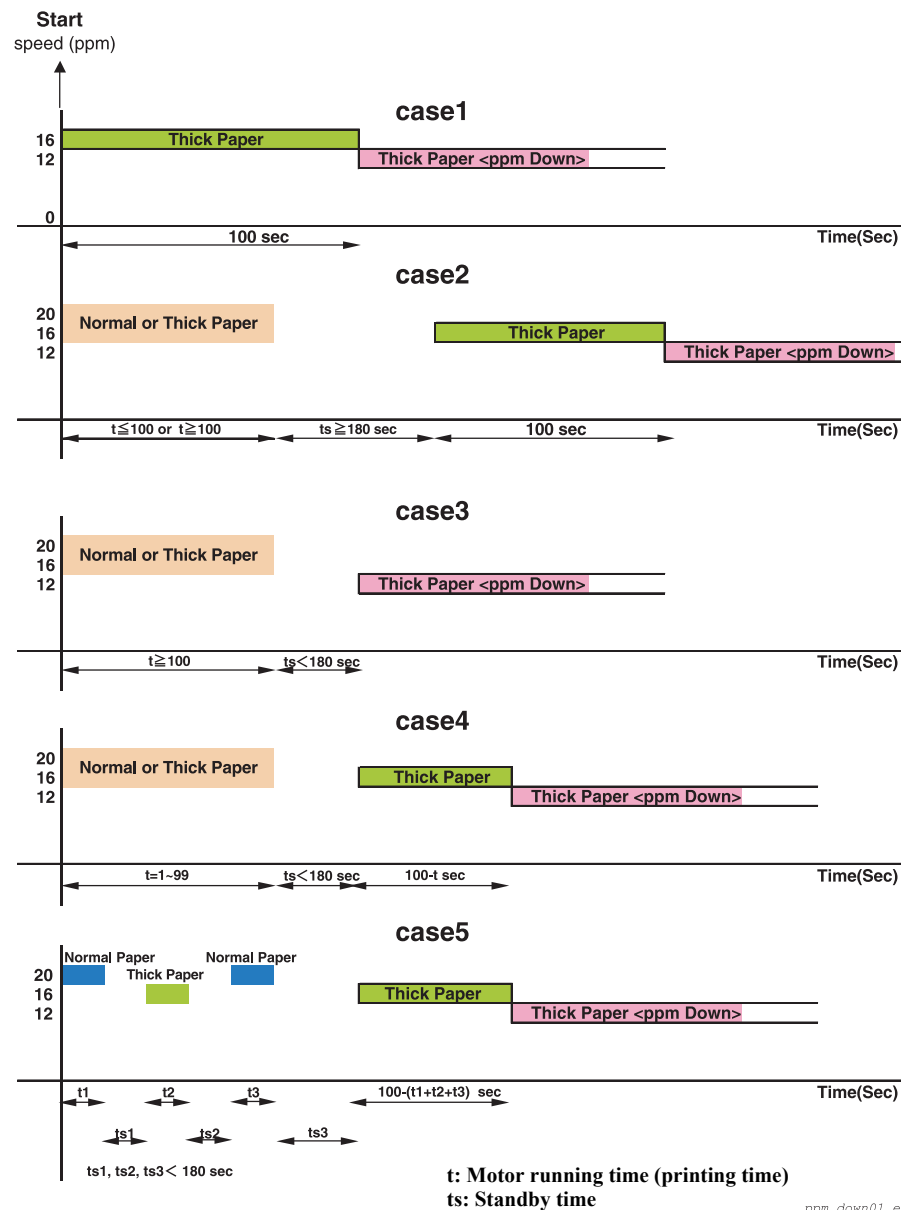 Start
speed (ppm)
case1
16
Thick Paper
12
Thick Paper <ppm Down>
0
100 sec
Time(Sec)
case2
20
Normal or Thick Paper
16
Thick Paper
12
Thick Paper <ppm Down>
t≦100 or t≧100
ts≧180 sec
100 sec
Time(Sec)
case3
20
Normal or Thick Paper
16
12
Thick Paper <ppm Down>
t≧100
ts<180 sec
Time(Sec)
case4
20
Normal or Thick Paper
16
Thick Paper
12
Thick Paper <ppm Down>
t=1~99
ts<180 sec
100-t sec
Time(Sec)
case5
Normal Paper
Normal Paper
20
Thick Paper
16
Thick Paper
12
Thick Paper <ppm Down>
t1
t2
t3
100-(t1+t2+t3) sec
Time(Sec)
ts1
ts2
ts3
ts1, ts2, ts3< 180 sec
t: Motor running time (printing time)
ts: Standby time
ppm_down01_e